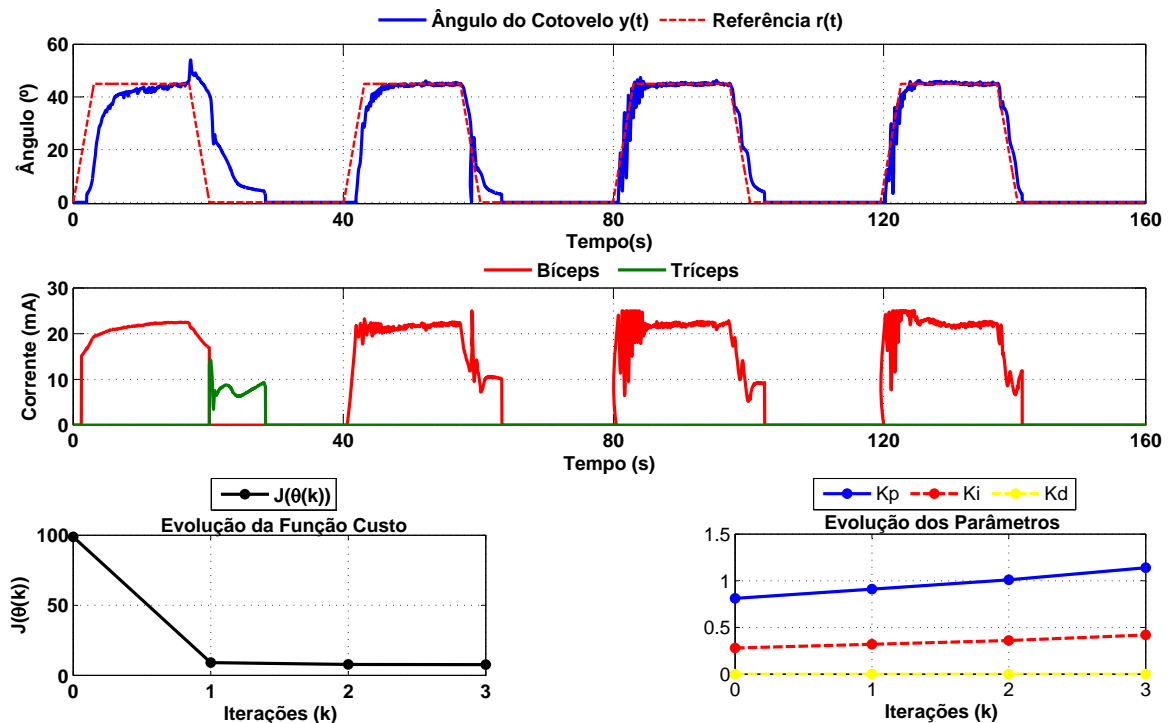 Ângulo do Cotovelo y(t) Referência r(t)
60
40
20
0
Ângulo (º)
0 40 80 120 160
Tempo(s)
Bíceps Tríceps
30
20
10
0
Corrente (mA)
0 40 80 120 160
Tempo (s)
J(θ(k))
Evolução da Função Custo
100
50
0
J(θ(k))
0 1 2 3
Iterações (k)
Kp Ki Kd
Evolução dos Parâmetros
1.5
1
0.5
0
0 1 2 3
Iterações (k)